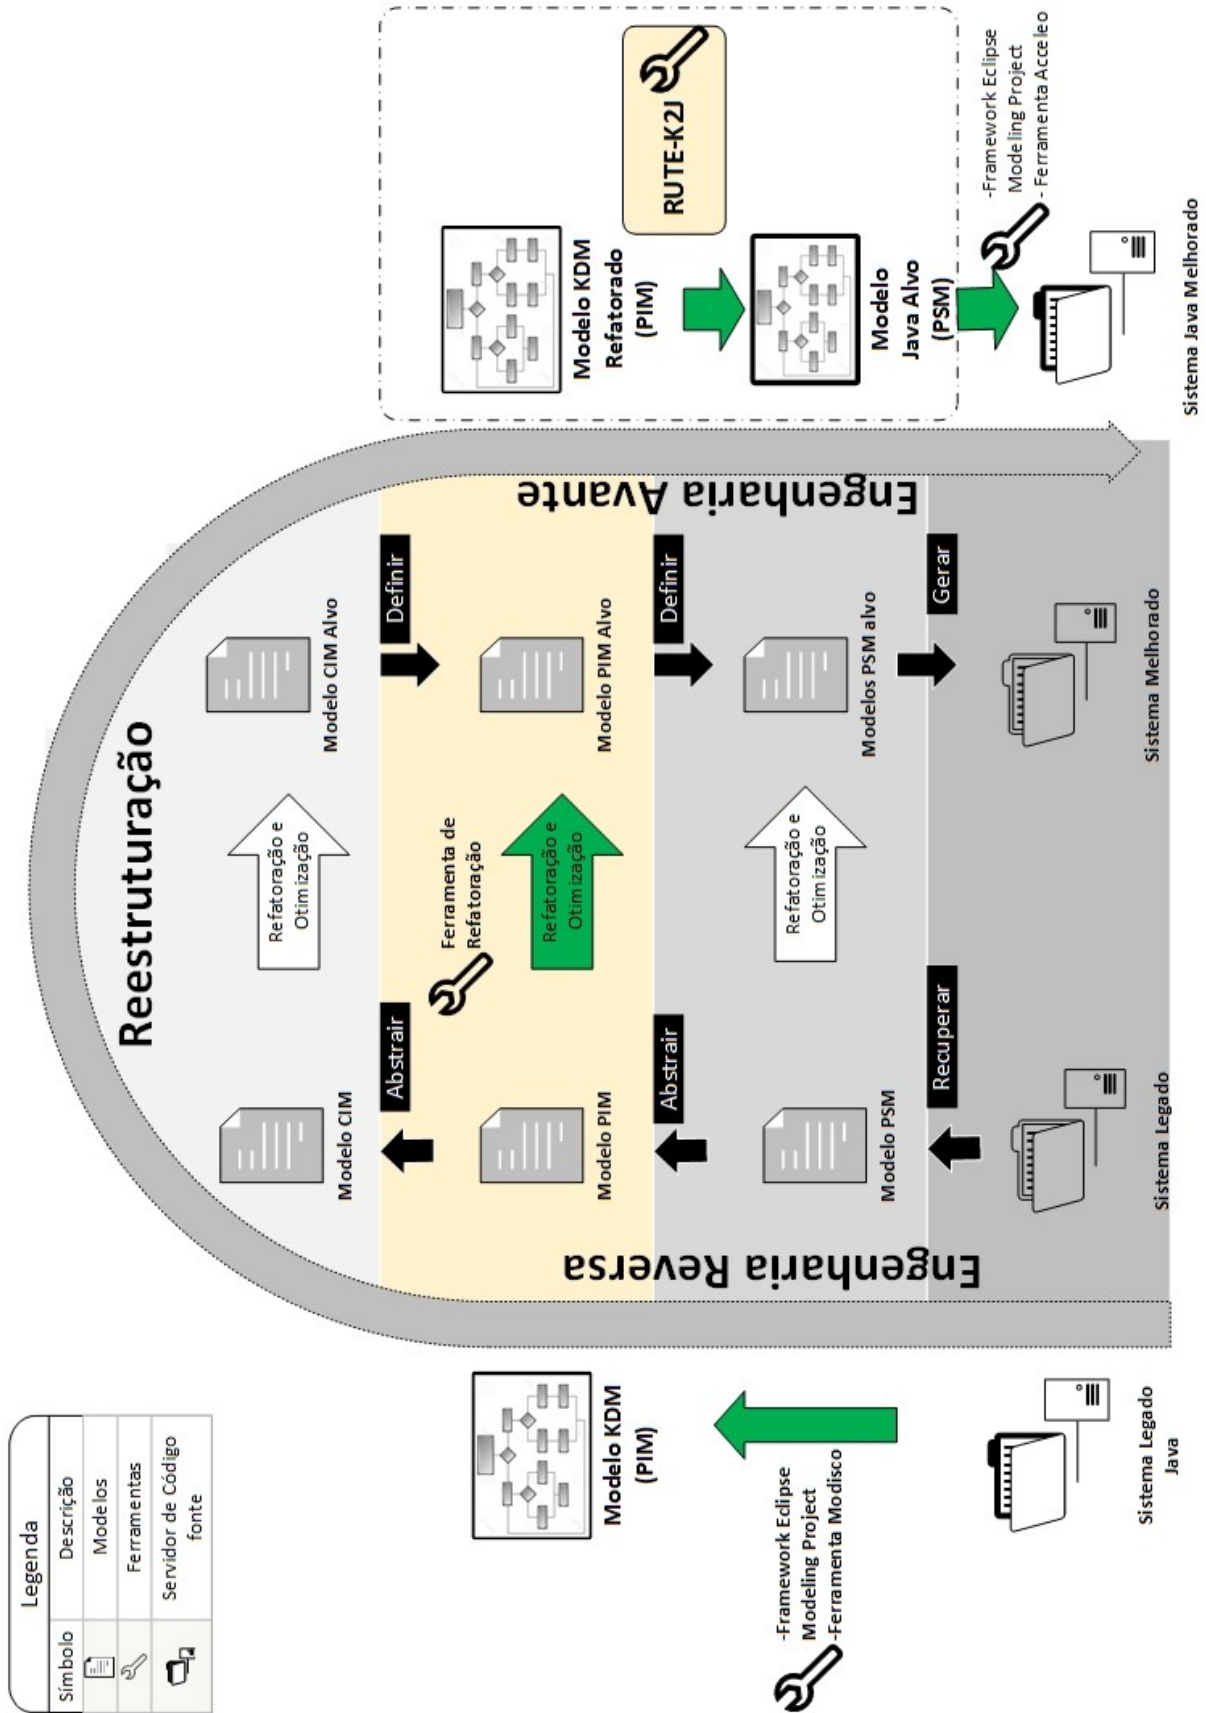 Legenda
Símbolo Descrição
Modelos
Ferramentas
Servidor de Código
fonte
Modelo KDM
(PIM)
-Framework Eclipse
Modeling Project
-Ferramenta Modisco
Sistema Legado
Java
Reestruturação
Engenharia Reversa
Engenharia Avante
Modelo CIM
Refatoração e
Otimização
Modelo CIM Alvo
Abstrair
Definir
Ferramenta de
Refatoração
Modelo PIM
Refatoração e
Otimização
Modelo PIM Alvo
Abstrair
Definir
Modelo PSM
Refatoração e
Otimização
Modelos PSM alvo
Recuperar
Gerar
Sistema Legado
Sistema Melhorado
Modelo KDM
Refatorado
(PIM)
RUTE-K2J
Modelo
Java Alvo
(PSM)
-Framework Eclipse
Modeling Project
- Ferramenta Acceleo
Sistema Java Melhorado